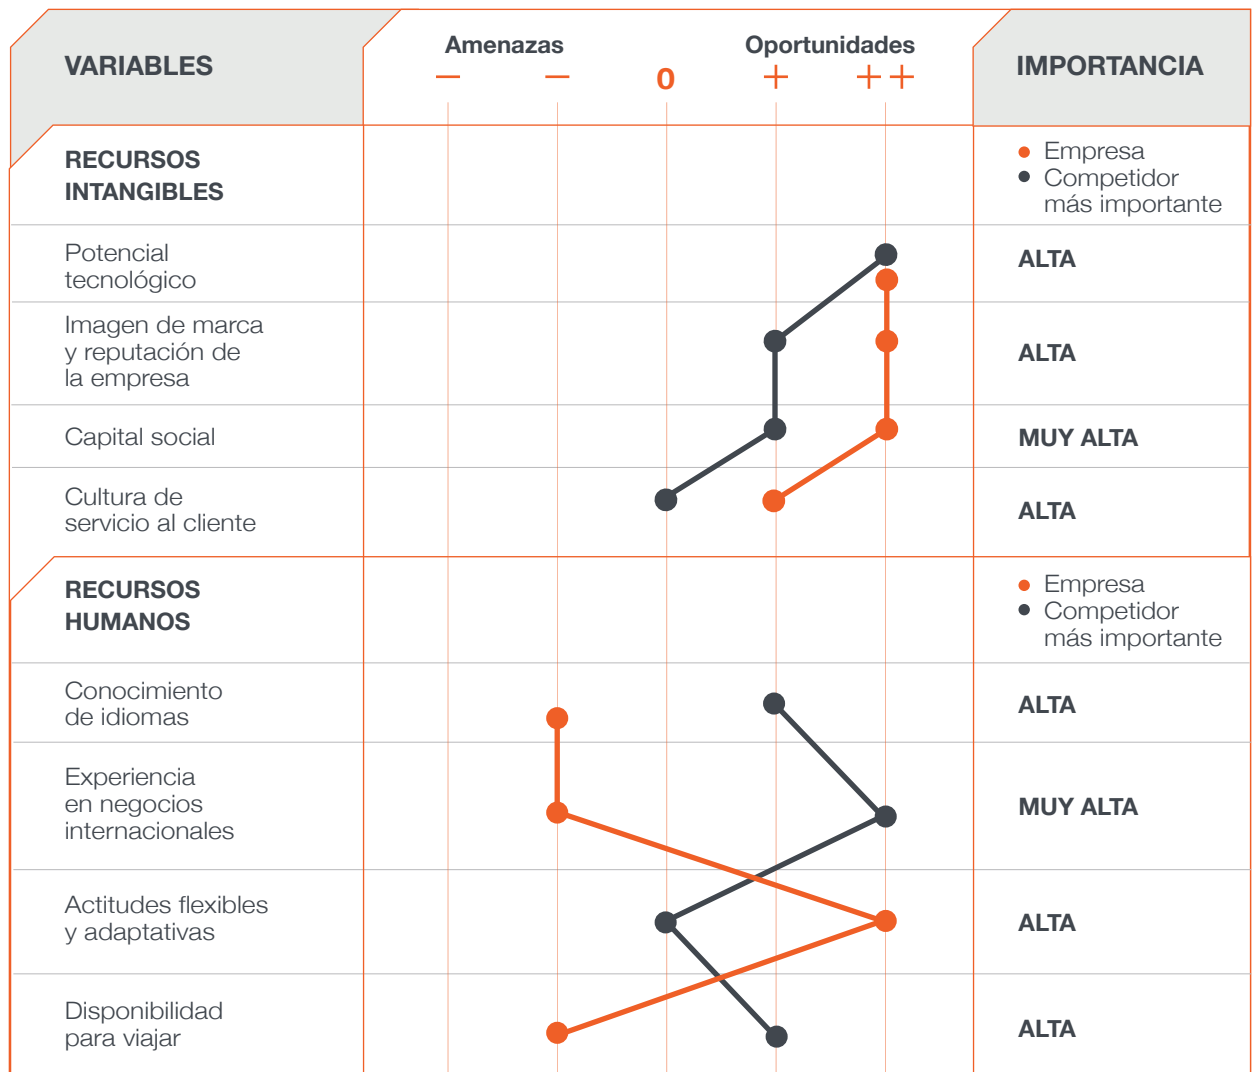 VARIABLES
Amenazas
Oportunidades
— — 0 + ++
IMPORTANCIA
RECURSOS
INTANGIBLES
Empresa
Competidor
más importante
Potencial
tecnológico
ALTA
Imagen de marca
y reputación de
la empresa
ALTA
Capital social
MUY ALTA
Cultura de
servicio al cliente
ALTA
RECURSOS
HUMANOS
Empresa
Competidor
más importante
Conocimiento
de idiomas
ALTA
Experiencia
en negocios
internacionales
MUY ALTA
Actitudes flexibles
y adaptativas
ALTA
Disponibilidad
para viajar
ALTA